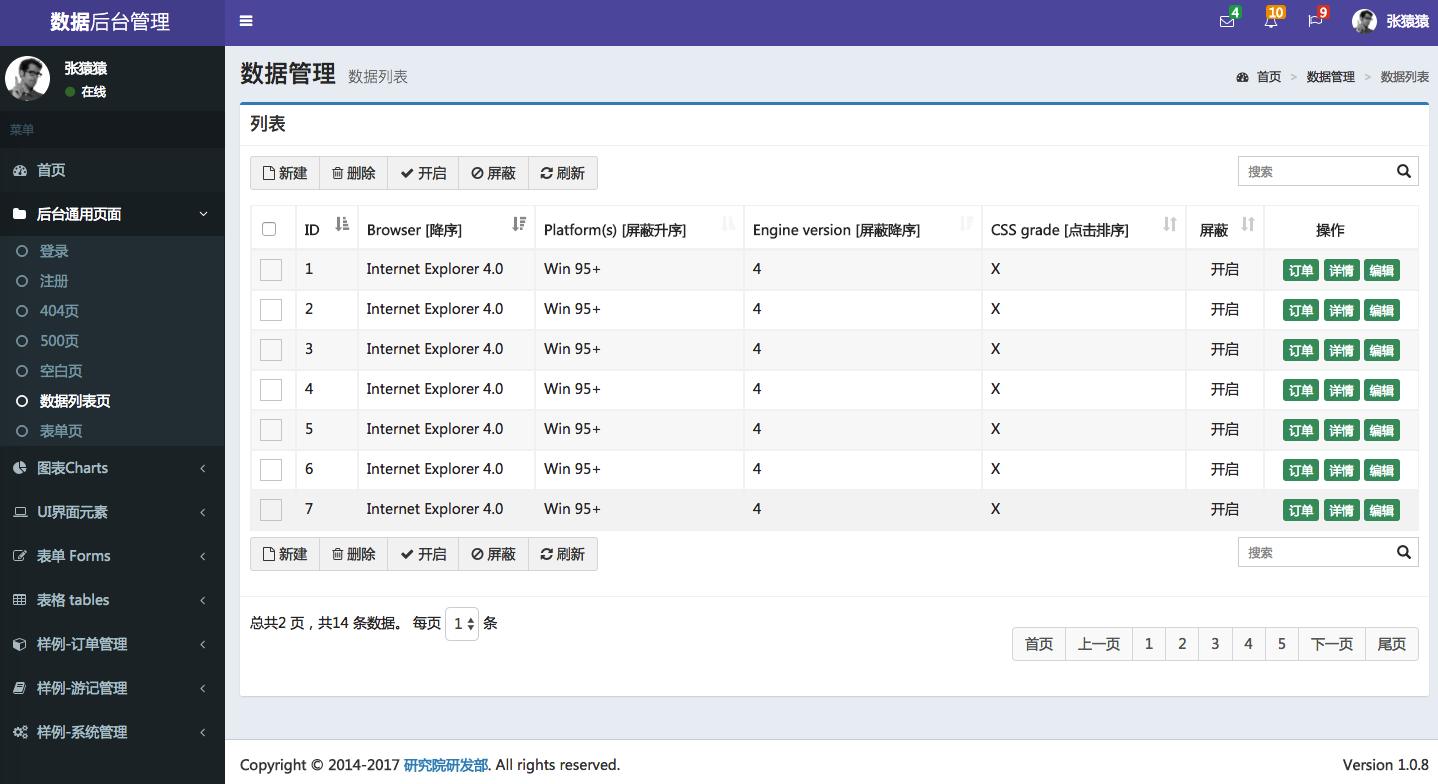 数据后台管理
4
10
9
张猿猿
张猿猿
在线
菜单
首页
后台通用页面
登录
注册
404页
500页
空白页
数据列表页
表单页
图表Charts
UI界面元素
表单 Forms
表格 tables
样例-订单管理
样例-游记管理
样例-系统管理
数据管理 数据列表
首页 > 数据管理 > 数据列表
列表
新建 删除 开启 屏蔽 刷新 搜索
ID Browser [降序] Platform(s) [屏蔽升序] Engine version [屏蔽降序] CSS grade [点击排序] 屏蔽 操作
1 Internet Explorer 4.0 Win 95+ 4 X 开启 订单 详情 编辑
2 Internet Explorer 4.0 Win 95+ 4 X 开启 订单 详情 编辑
3 Internet Explorer 4.0 Win 95+ 4 X 开启 订单 详情 编辑
4 Internet Explorer 4.0 Win 95+ 4 X 开启 订单 详情 编辑
5 Internet Explorer 4.0 Win 95+ 4 X 开启 订单 详情 编辑
6 Internet Explorer 4.0 Win 95+ 4 X 开启 订单 详情 编辑
7 Internet Explorer 4.0 Win 95+ 4 X 开启 订单 详情 编辑
新建 删除 开启 屏蔽 刷新 搜索
总共2 页，共14 条数据。 每页 1 条
首页 上一页 1 2 3 4 5 下一页 尾页
Copyright © 2014-2017 研究院研发部. All rights reserved. Version 1.0.8